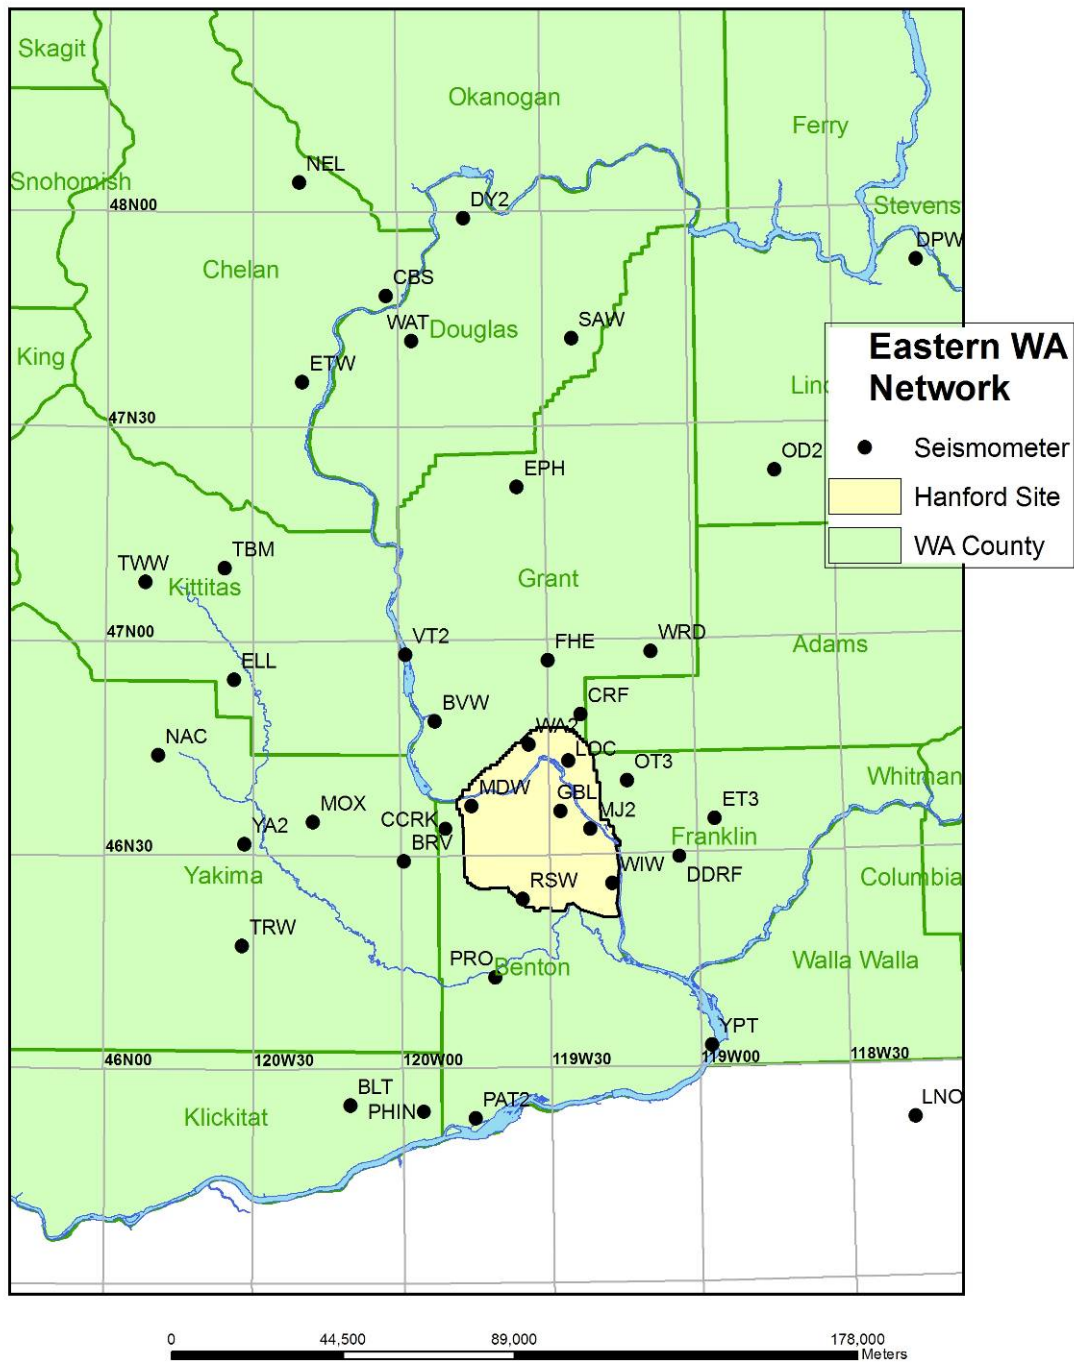 Skagit
Okanogan
Ferry
NEL
Snohomish
DY2
48N00
Stevens
DPW
Chelan
CBS
WAT
Douglas
SAW
King
ETW
Eastern WA
Network
Linc
47N30
Seismometer
OD2
EPH
Hanford Site
WA County
TWW
TBM
Kittitas
Grant
47N00
VT2
FHE
WRD
Adams
ELL
BVW
CRF
NAC
WA2
LOC
OT3
Whitman
MDW
GBL
MJ2
ET3
MOX
CCRK
YA2
BRV
Franklin
46N30
Yakima
WIW
DDRF
Columbia
RSW
TRW
PRO
Benton
Walla Walla
YPT
46N00
120W30
120W00
119W30
119W00
118W30
BLT
PHIN
PAT2
LNO
Klickitat
0
44,500
89,000
178,000
Meters